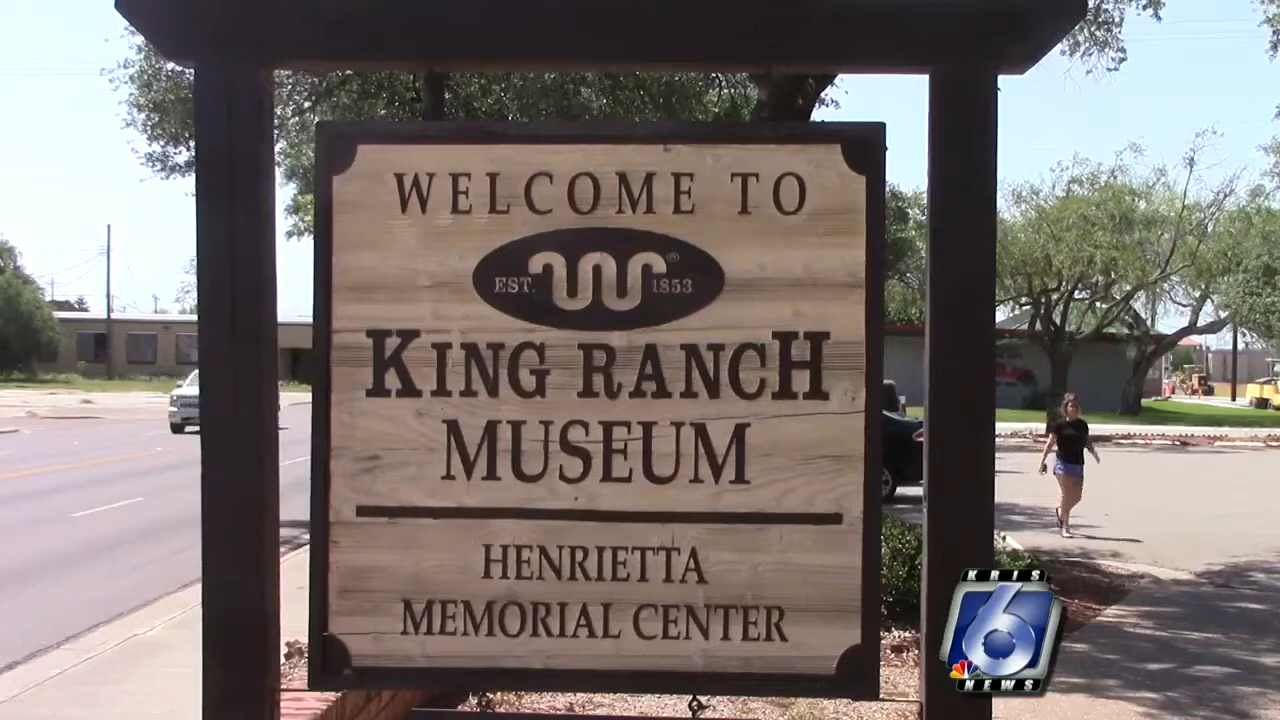 WELCOME TO
EST. 1853
KING RANCH
MUSEUM
HENRIETTA
MEMORIAL CENTER
KRIS
6
NEWS